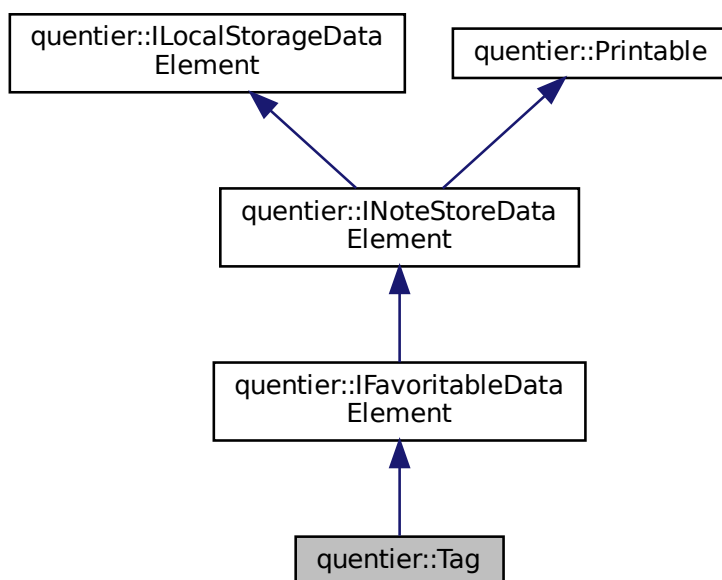 quentier::ILocalStorageData
Element
quentier::Printable
quentier::INoteStoreData
Element
quentier::IFavoritableData
Element
quentier::Tag